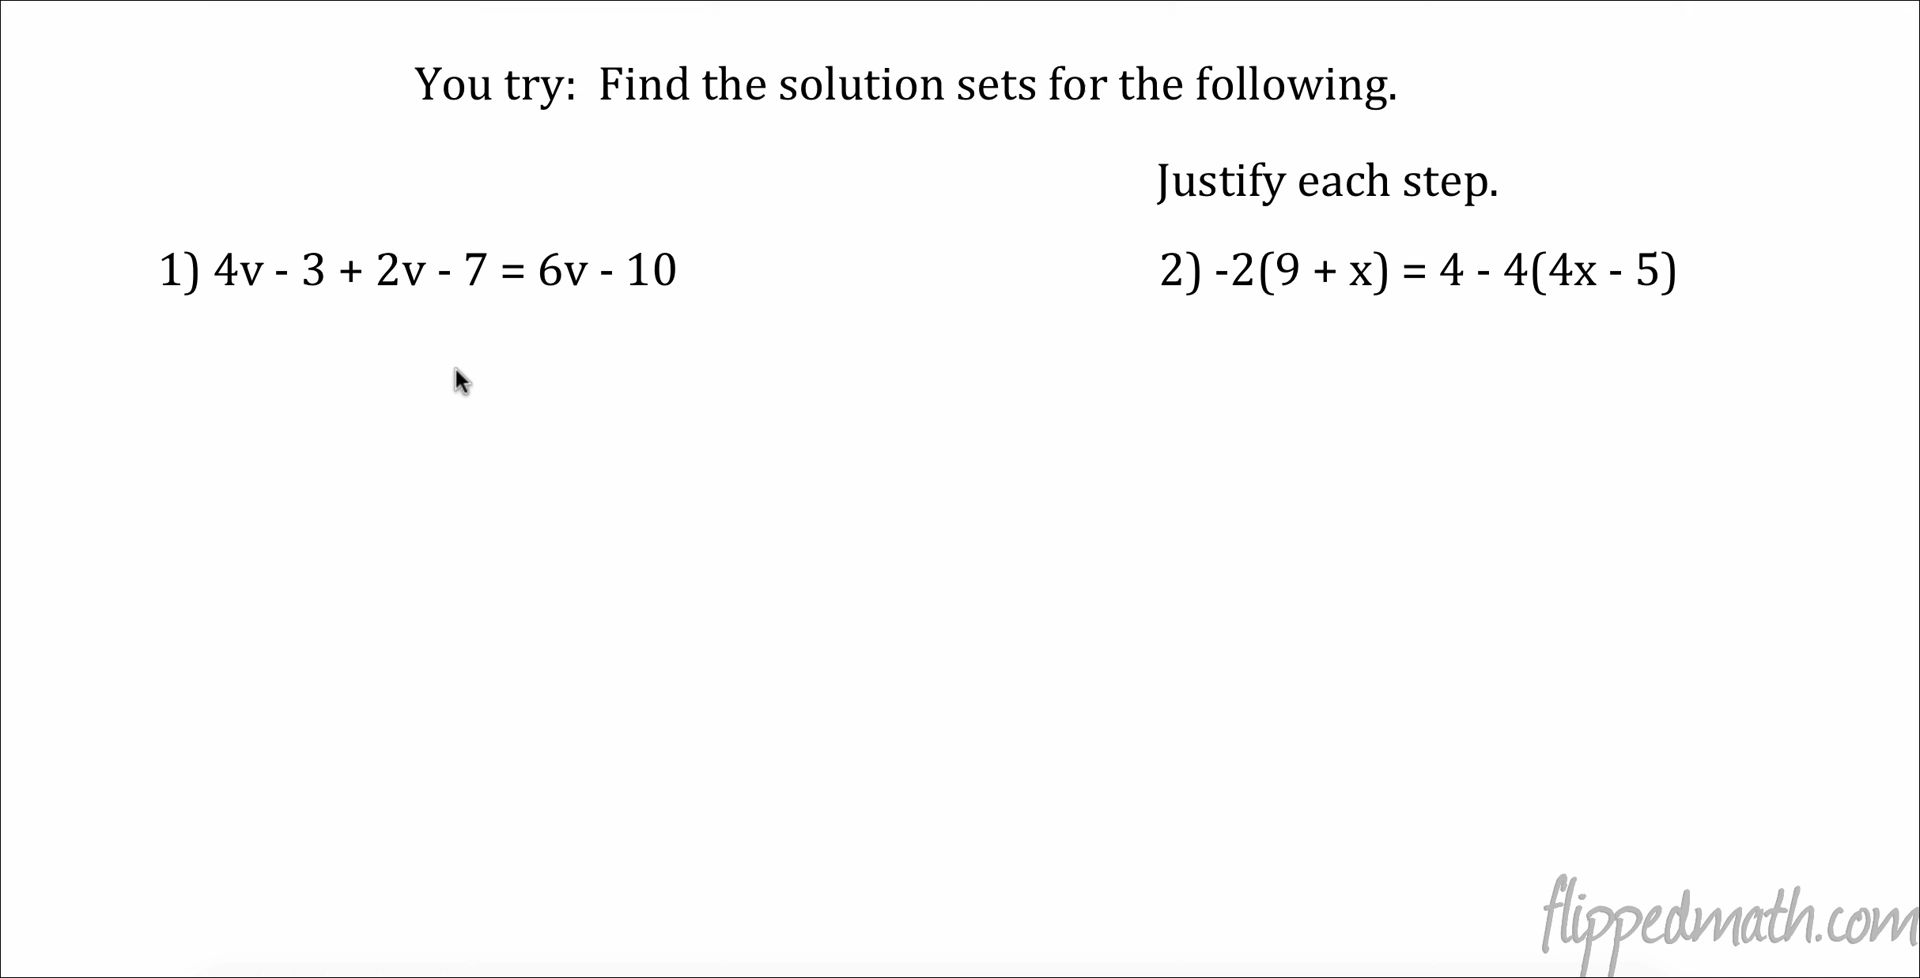 You try:  Find the solution sets for the following.
Justify each step.
1) 4v - 3 + 2v - 7 = 6v - 10
2) -2(9 + x) = 4 - 4(4x - 5)
flippedmath.com